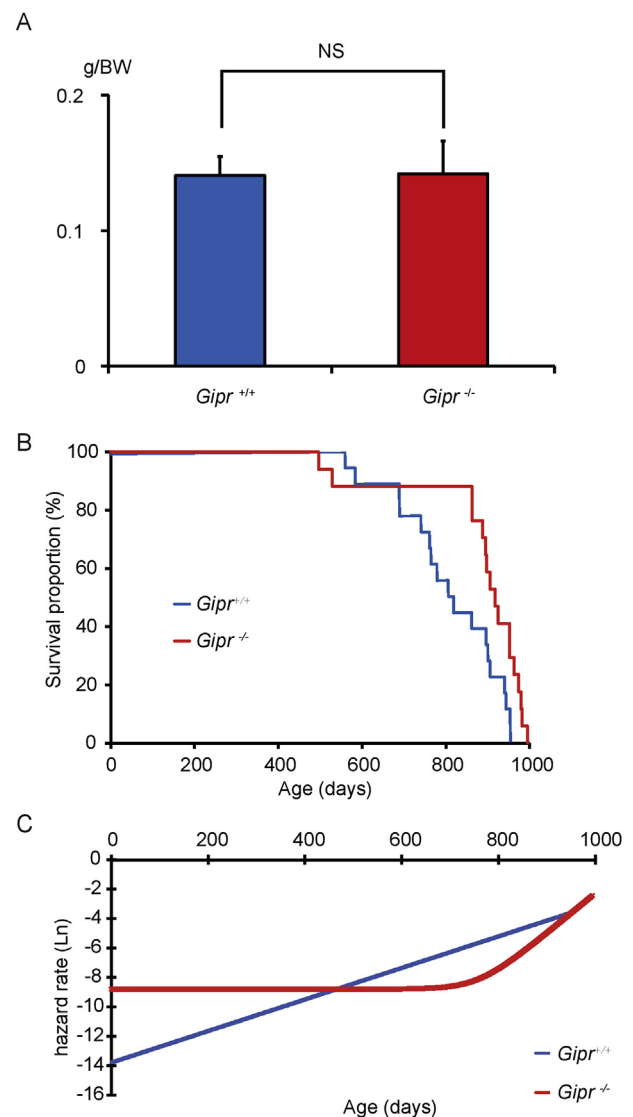 A
g/BW
NS
0.2
0.1
0
Gipr +/+
Gipr -/-
B
Survival proportion (%)
100
80
60
40
20
0
Gipr+/+
Gipr -/-
0 200 400 600 800 1000
Age (days)
C
0 200 400 600 800 1000
hazard rate (Ln)
0
-2
-4
-6
-8
-10
-12
-14
-16
Gipr+/+
Gipr -/-
Age (days)